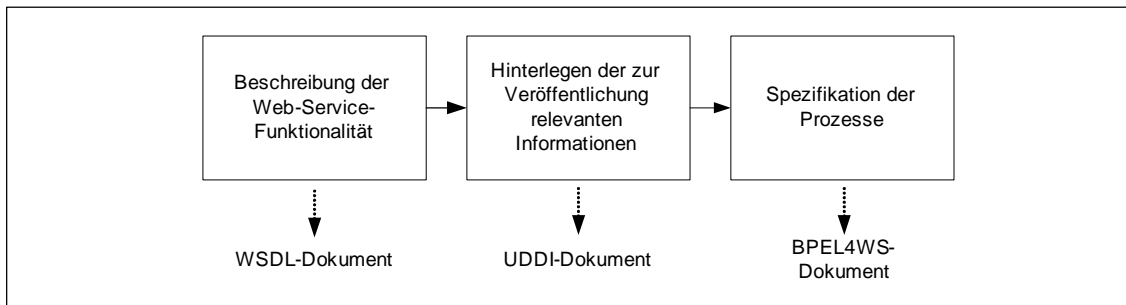 Beschreibung der
Web-Service-
Funktionalität
Hinterlegen der zur
Veröffentlichung
relevanten
Informationen
Spezifikation der
Prozesse
WSDL-Dokument
UDDI-Dokument
BPEL4WS-
Dokument